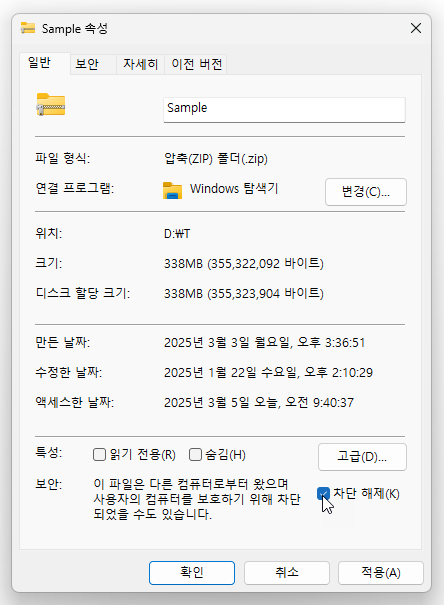 Sample 속성
일반 보안 자세히 이전 버전
Sample
파일 형식: 압축(ZIP) 폴더(.zip)
연결 프로그램: Windows 탐색기 변경(C)...
위치: D:₩T
크기: 338MB (355,322,092 바이트)
디스크 할당 크기: 338MB (355,323,904 바이트)
만든 날짜: 2025년 3월 3일 월요일, 오후 3:36:51
수정한 날짜: 2025년 1월 22일 수요일, 오후 2:10:29
액세스한 날짜: 2025년 3월 5일 오늘, 오전 9:40:37
특성: 읽기 전용(R) 숨김(H) 고급(D)...
보안: 이 파일은 다른 컴퓨터로부터 왔으며
사용자의 컴퓨터를 보호하기 위해 차단 차단 해제(K)
되었을 수도 있습니다.
확인 취소 적용(A)